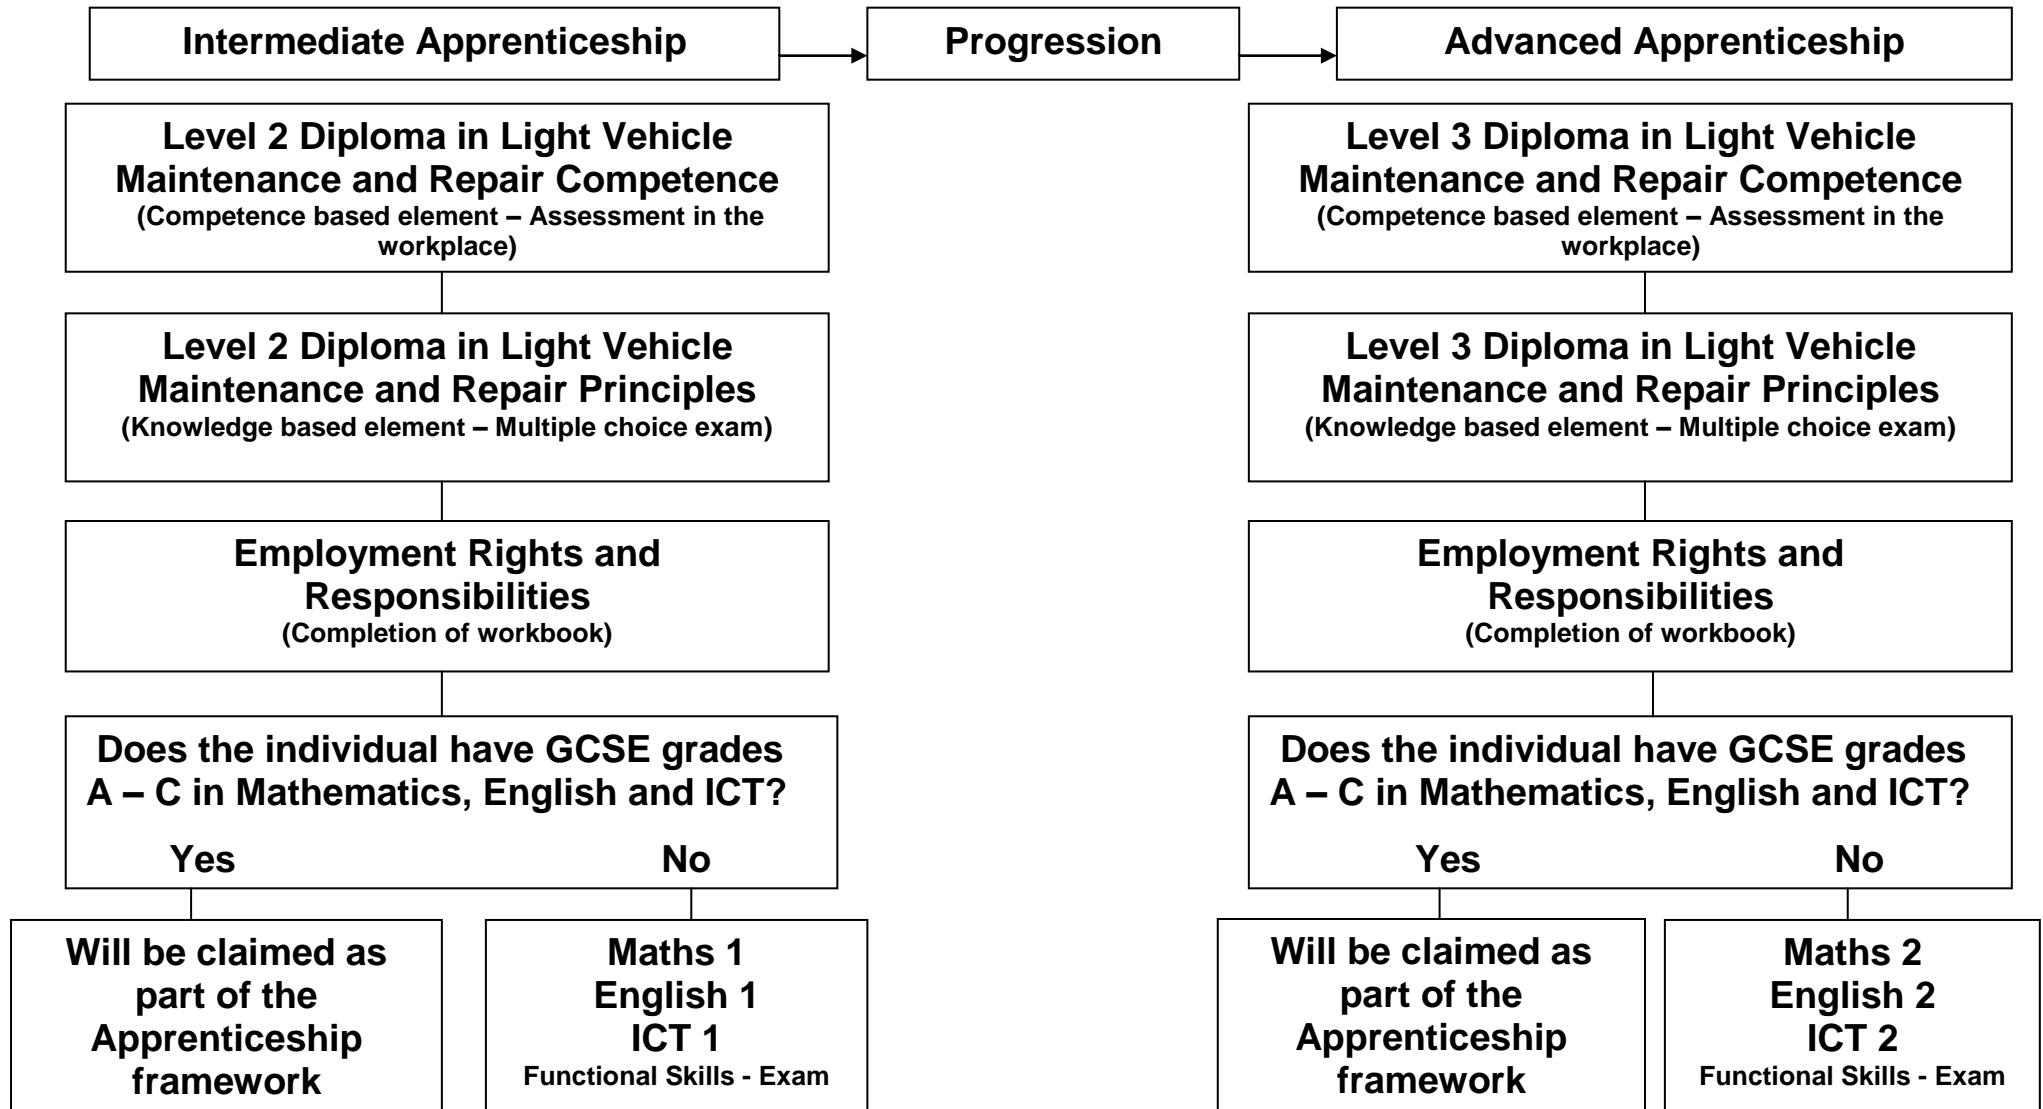 Intermediate Apprenticeship
Progression
Advanced Apprenticeship
Level 2 Diploma in Light Vehicle
Maintenance and Repair Competence
(Competence based element – Assessment in the
workplace)
Level 2 Diploma in Light Vehicle
Maintenance and Repair Principles
(Knowledge based element – Multiple choice exam)
Employment Rights and
Responsibilities
(Completion of workbook)
Does the individual have GCSE grades
A – C in Mathematics, English and ICT?
Yes No
Will be claimed as
part of the
Apprenticeship
framework
Maths 1
English 1
ICT 1
Functional Skills - Exam
Level 3 Diploma in Light Vehicle
Maintenance and Repair Competence
(Competence based element – Assessment in the
workplace)
Level 3 Diploma in Light Vehicle
Maintenance and Repair Principles
(Knowledge based element – Multiple choice exam)
Employment Rights and
Responsibilities
(Completion of workbook)
Does the individual have GCSE grades
A – C in Mathematics, English and ICT?
Yes No
Will be claimed as
part of the
Apprenticeship
framework
Maths 2
English 2
ICT 2
Functional Skills - Exam